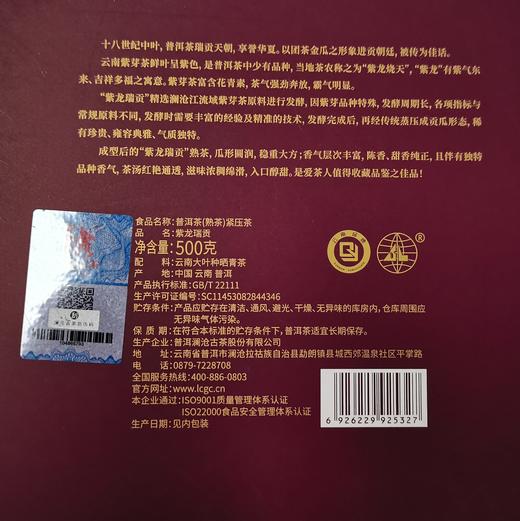 十八世纪中叶，普洱茶瑞贡天朝，享誉华夏。以团茶金瓜之形象进贡朝廷，被传为佳话。
云南紫芽茶鲜叶呈紫色，是普洱茶中少有品种，当地茶农称之为“紫龙烧天”，“紫龙”有紫气东
来、吉祥多福之寓意。紫芽茶富含花青素，茶气强劲奔放，霸气明显。
“紫龙瑞贡”精选澜沧江流域紫芽茶原料进行发酵，因紫芽品种特殊，发酵周期长，各项指标与
常规原料不同，发酵时需要丰富的经验及精准的技术，发酵完成后，再经传统蒸压成贡瓜形态，稀
有珍贵、雍容典雅、气质独特。
成型后的“紫龙瑞贡”熟茶，瓜形圆润，稳重大方；香气层次丰富，陈香、甜香纯正，且伴有独特
品种香气，茶汤红艳通透，滋味浓稠绵滑，入口醇甜。是爱茶人值得收藏品鉴之佳品！
食品名称:普洱茶(熟茶)紧压茶
品名:紫龙瑞贡
净含量:500克
配料:云南大叶种晒青茶
产地:中国 云南 普洱
产品执行标准:GB/T 22111
生产许可证编号:SC11453082844346
贮存条件:产品应贮存在清洁、通风、避光、干燥、无异味的库房内，仓库周围应
无异味气体污染。
保质期:在符合本标准的贮存条件下，普洱茶适宜长期保存。
生产企业:普洱澜沧古茶股份有限公司
地址:云南省普洱市澜沧拉祜族自治县勐朗镇县城西郊温泉社区平掌路
电话:0879-7228708
全国服务热线:400-886-0803
官方网址:www.lcgc.cn
本企业通过:ISO9001质量管理体系认证
ISO22000食品安全管理体系认证
生产日期:见内包装
6 926229 925327
®